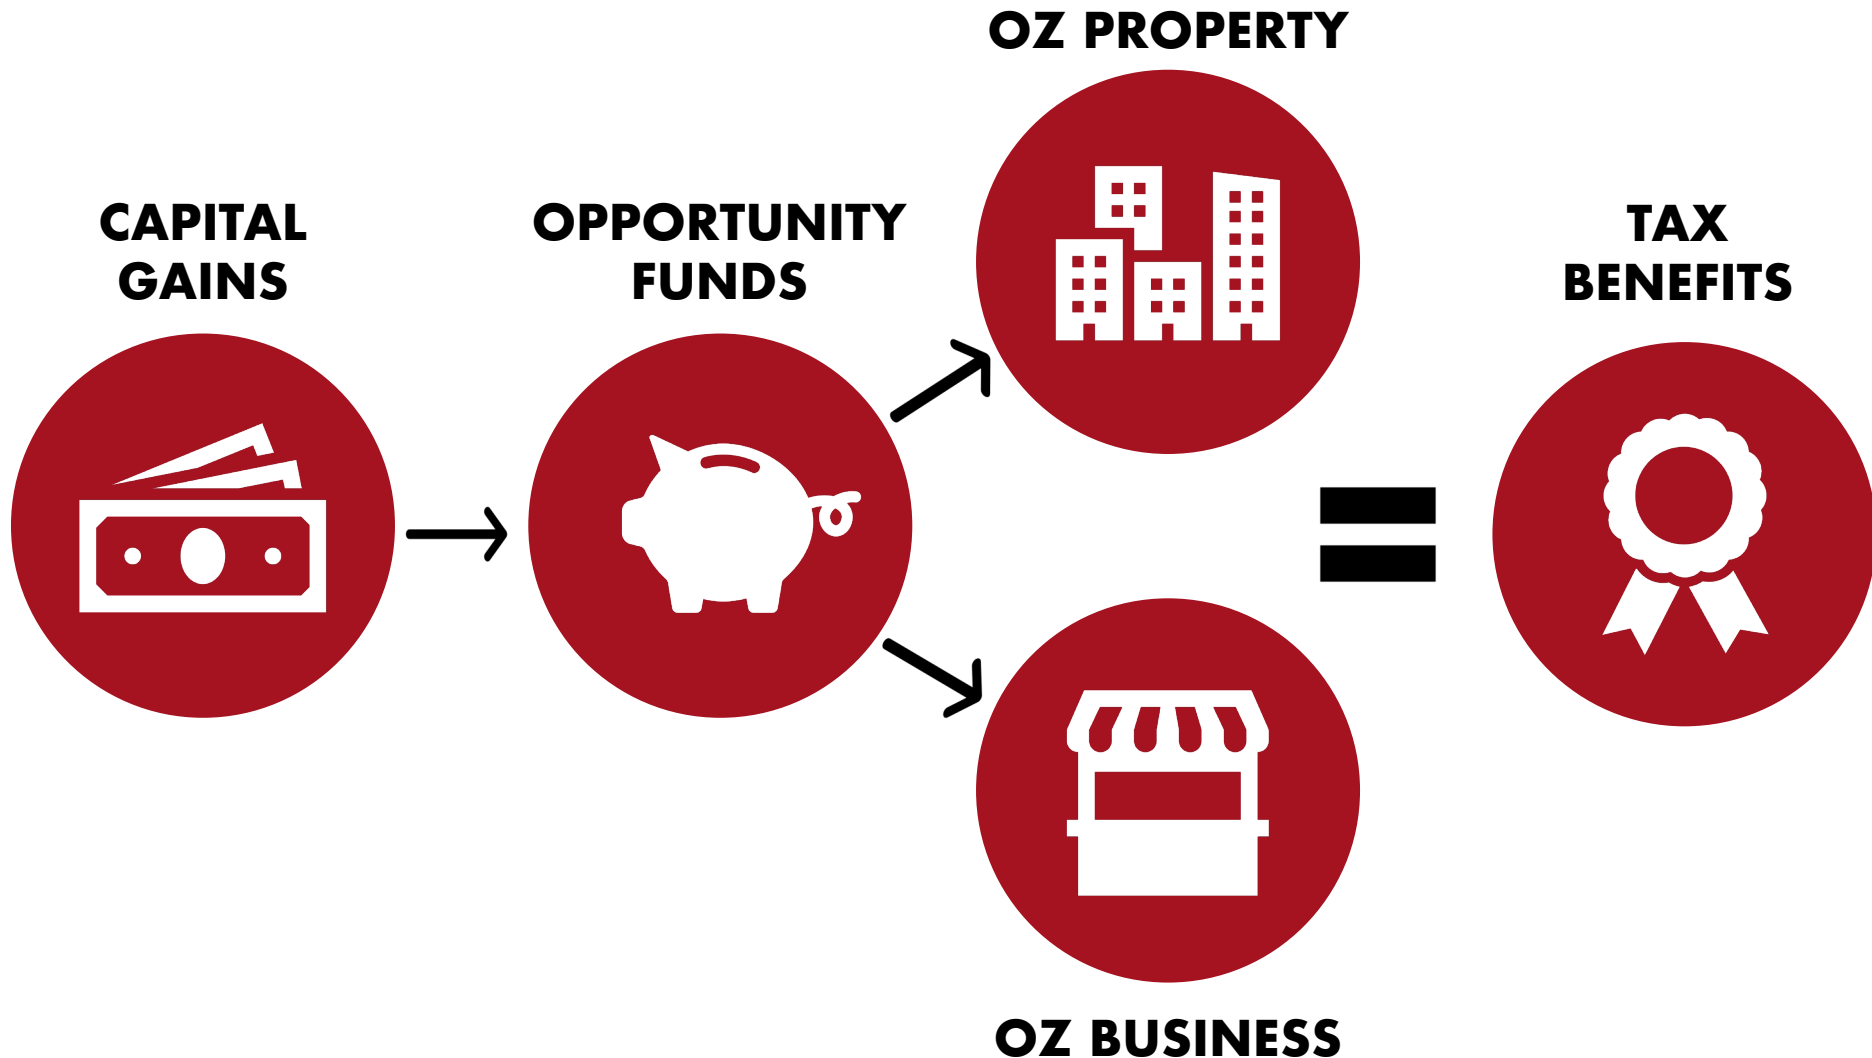 OZ PROPERTY
CAPITAL
GAINS
OPPORTUNITY
FUNDS
TAX
BENEFITS
OZ BUSINESS